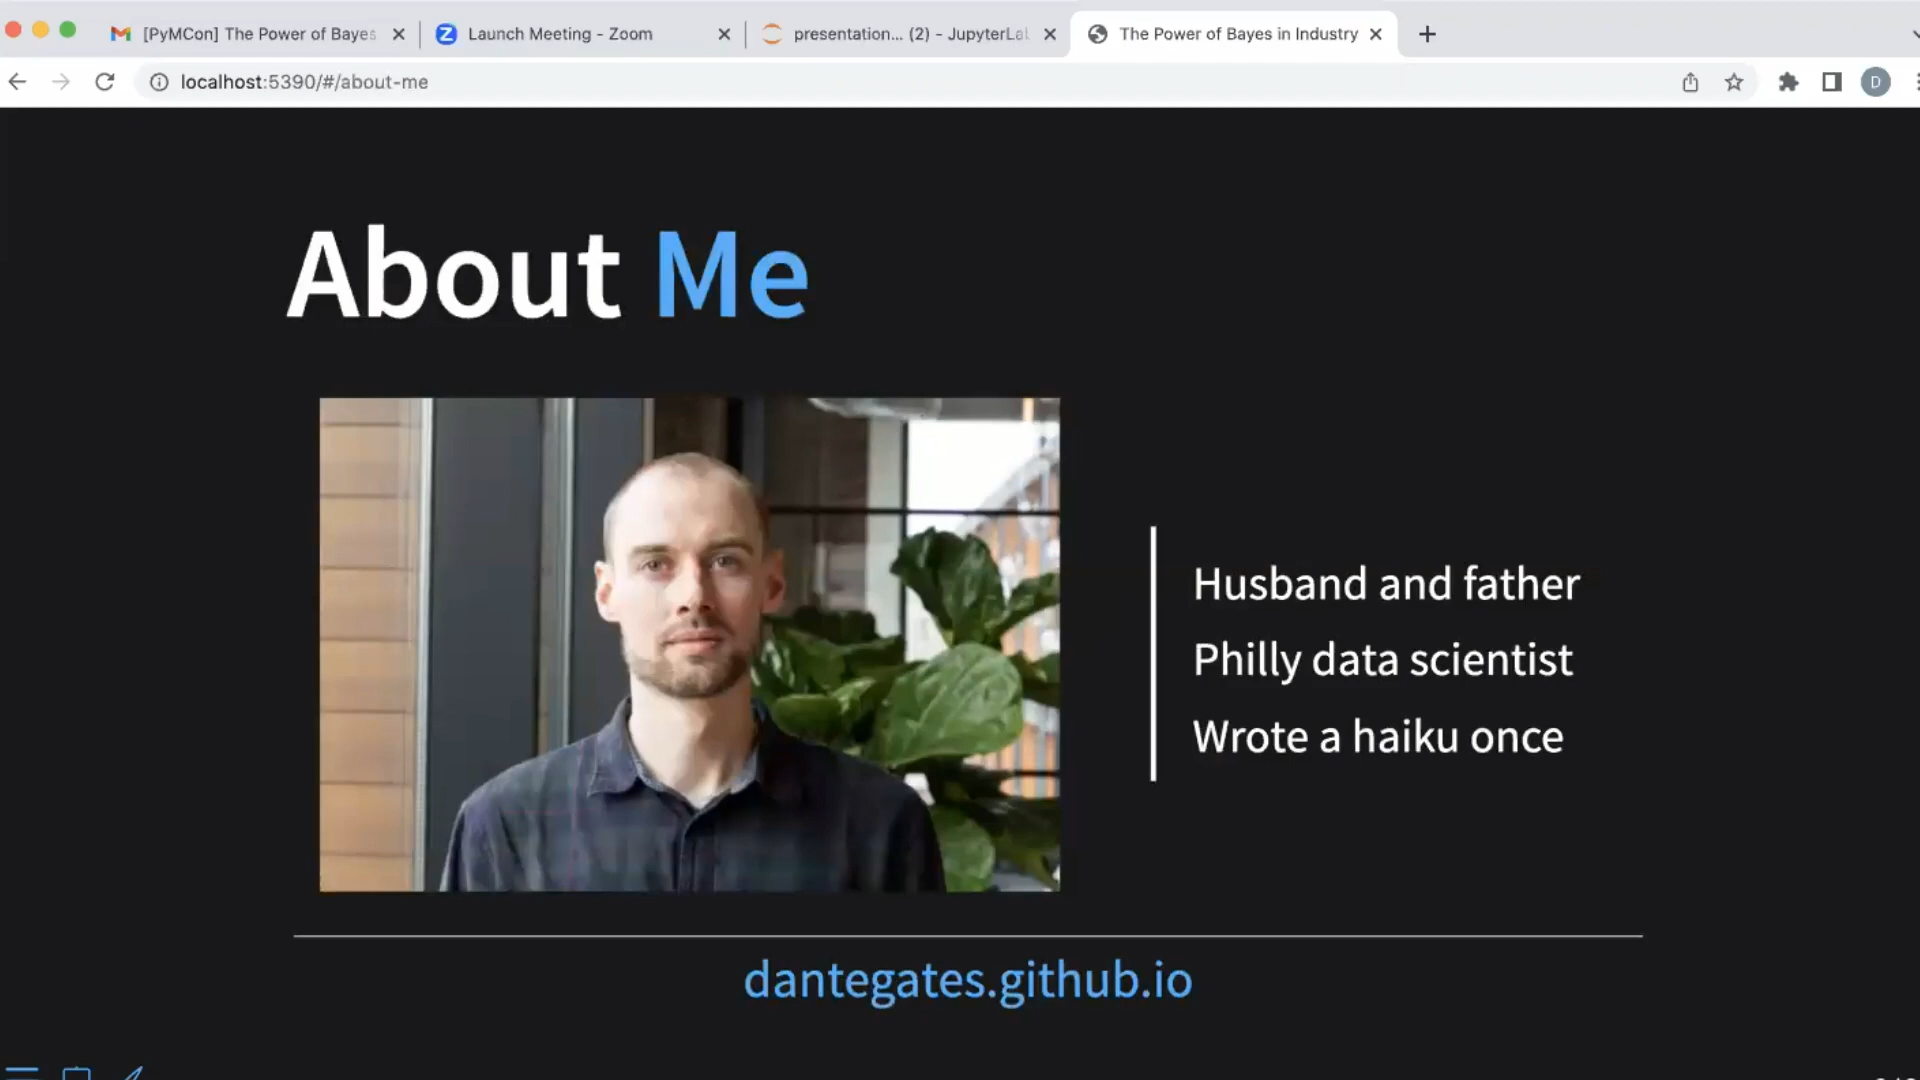 [PyMCon] The Power of Bayes
Launch Meeting - Zoom
presentation... (2) - JupyterLa
The Power of Bayes in Industry
localhost:5390/#/about-me
D
About Me
Husband and father
Philly data scientist
Wrote a haiku once
dantegates.github.io